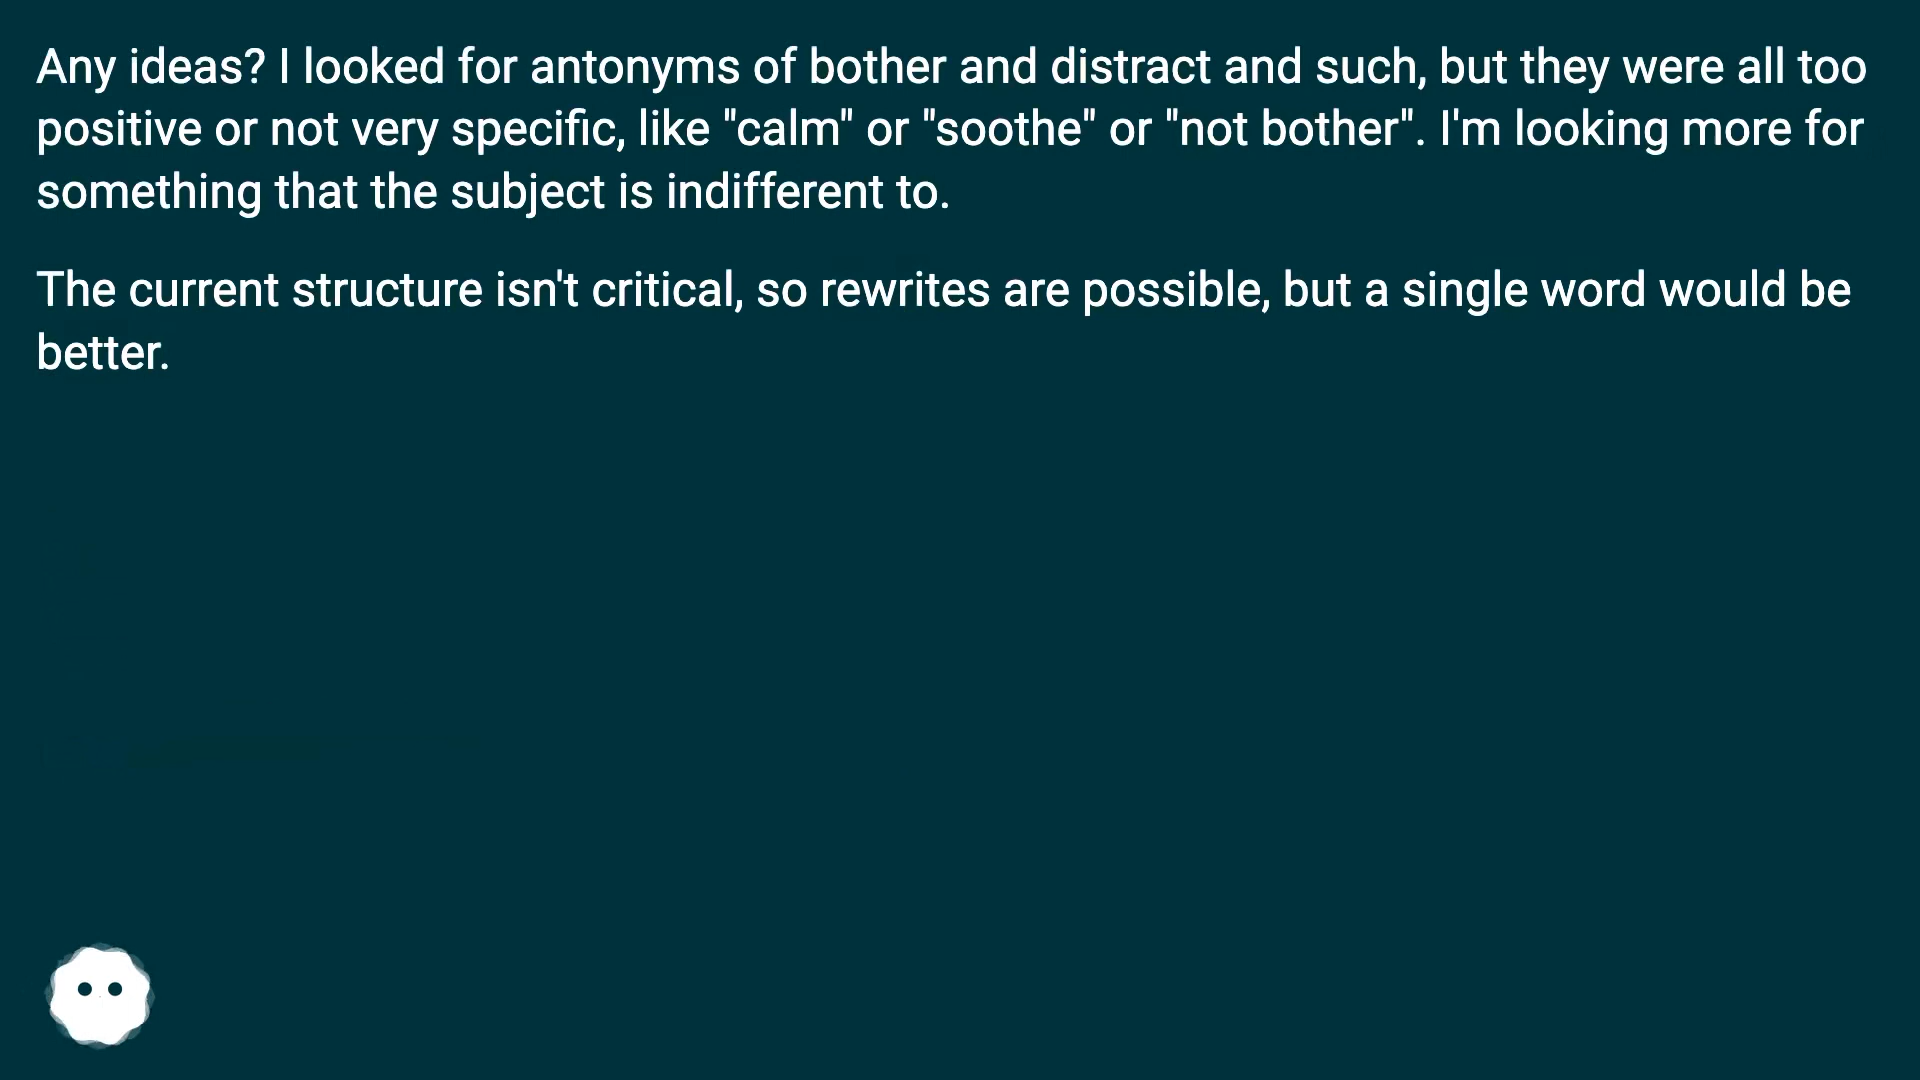 Any ideas? I looked for antonyms of bother and distract and such, but they were all too
positive or not very specific, like "calm" or "soothe" or "not bother". I'm looking more for
something that the subject is indifferent to.
The current structure isn't critical, so rewrites are possible, but a single word would be
better.